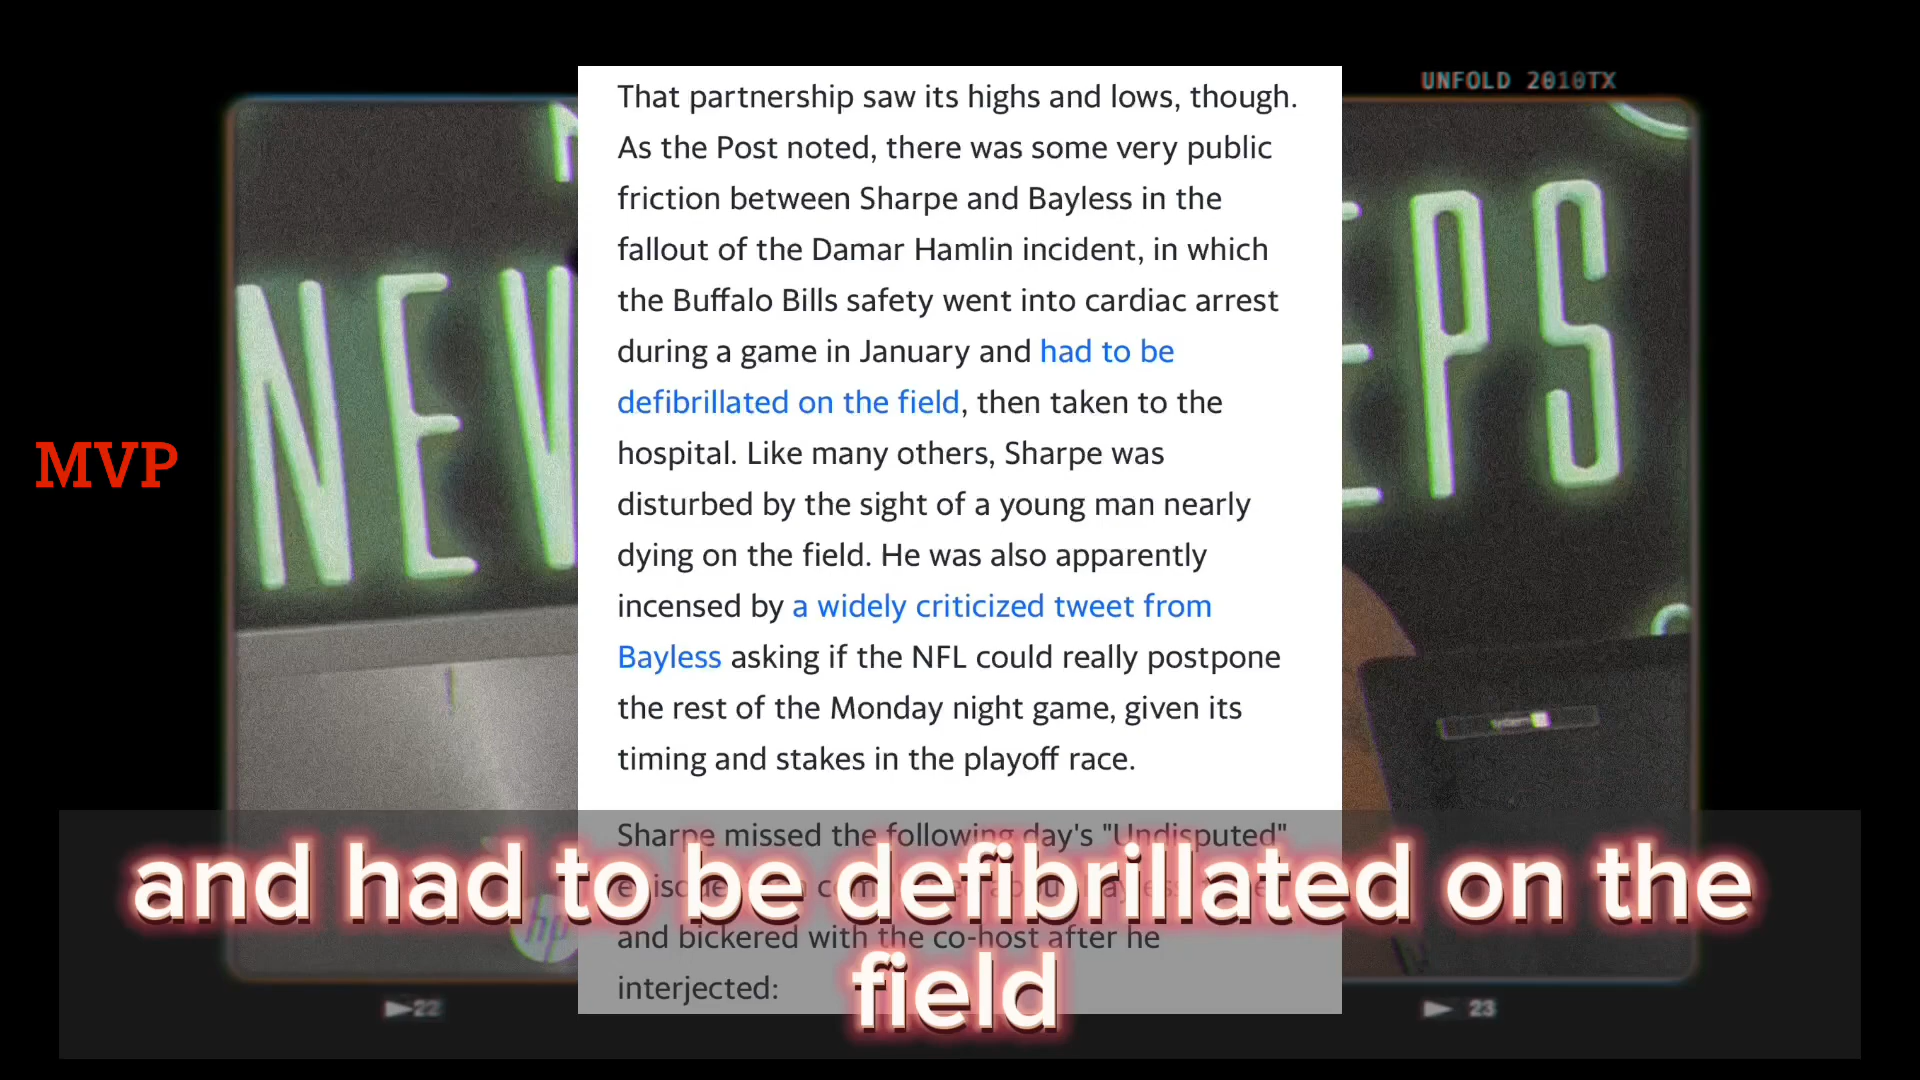 UNFOLD 2010TX
That partnership saw its highs and lows, though.
As the Post noted, there was some very public
friction between Sharpe and Bayless in the
fallout of the Damar Hamlin incident, in which
the Buffalo Bills safety went into cardiac arrest
during a game in January and had to be
defibrillated on the field, then taken to the
hospital. Like many others, Sharpe was
disturbed by the sight of a young man nearly
dying on the field. He was also apparently
incensed by a widely criticized tweet from
Bayless asking if the NFL could really postpone
the rest of the Monday night game, given its
timing and stakes in the playoff race.
Sharpe missed the following day's "Undisputed"
and bickered with the co-host after he
interjected:
MVP
NEV
PS
hp
and had to be defibrillated on the
field
22
23